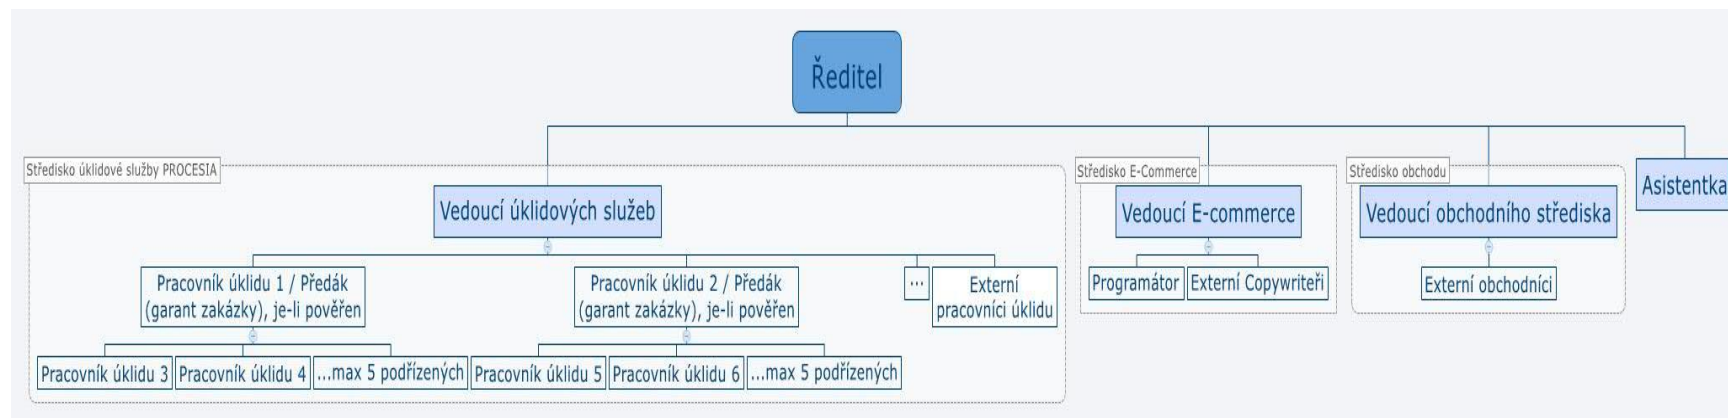 Ředitel
Středisko úklidové služby PROCESIA
Středisko E-Commerce
Středisko obchodu
Asistentka
Vedoucí úklidových služeb
Vedoucí E-commerce
Vedoucí obchodního střediska
Pracovník úklidu 1 / Předák
(garant zakázky), je-li pověřen
Pracovník úklidu 2 / Předák
(garant zakázky), je-li pověřen
...
Externí
pracovníci úklidu
Programátor
Externí Copywriteři
Externí obchodníci
Pracovník úklidu 3
Pracovník úklidu 4
...max 5 podřízených
Pracovník úklidu 5
Pracovník úklidu 6
...max 5 podřízených